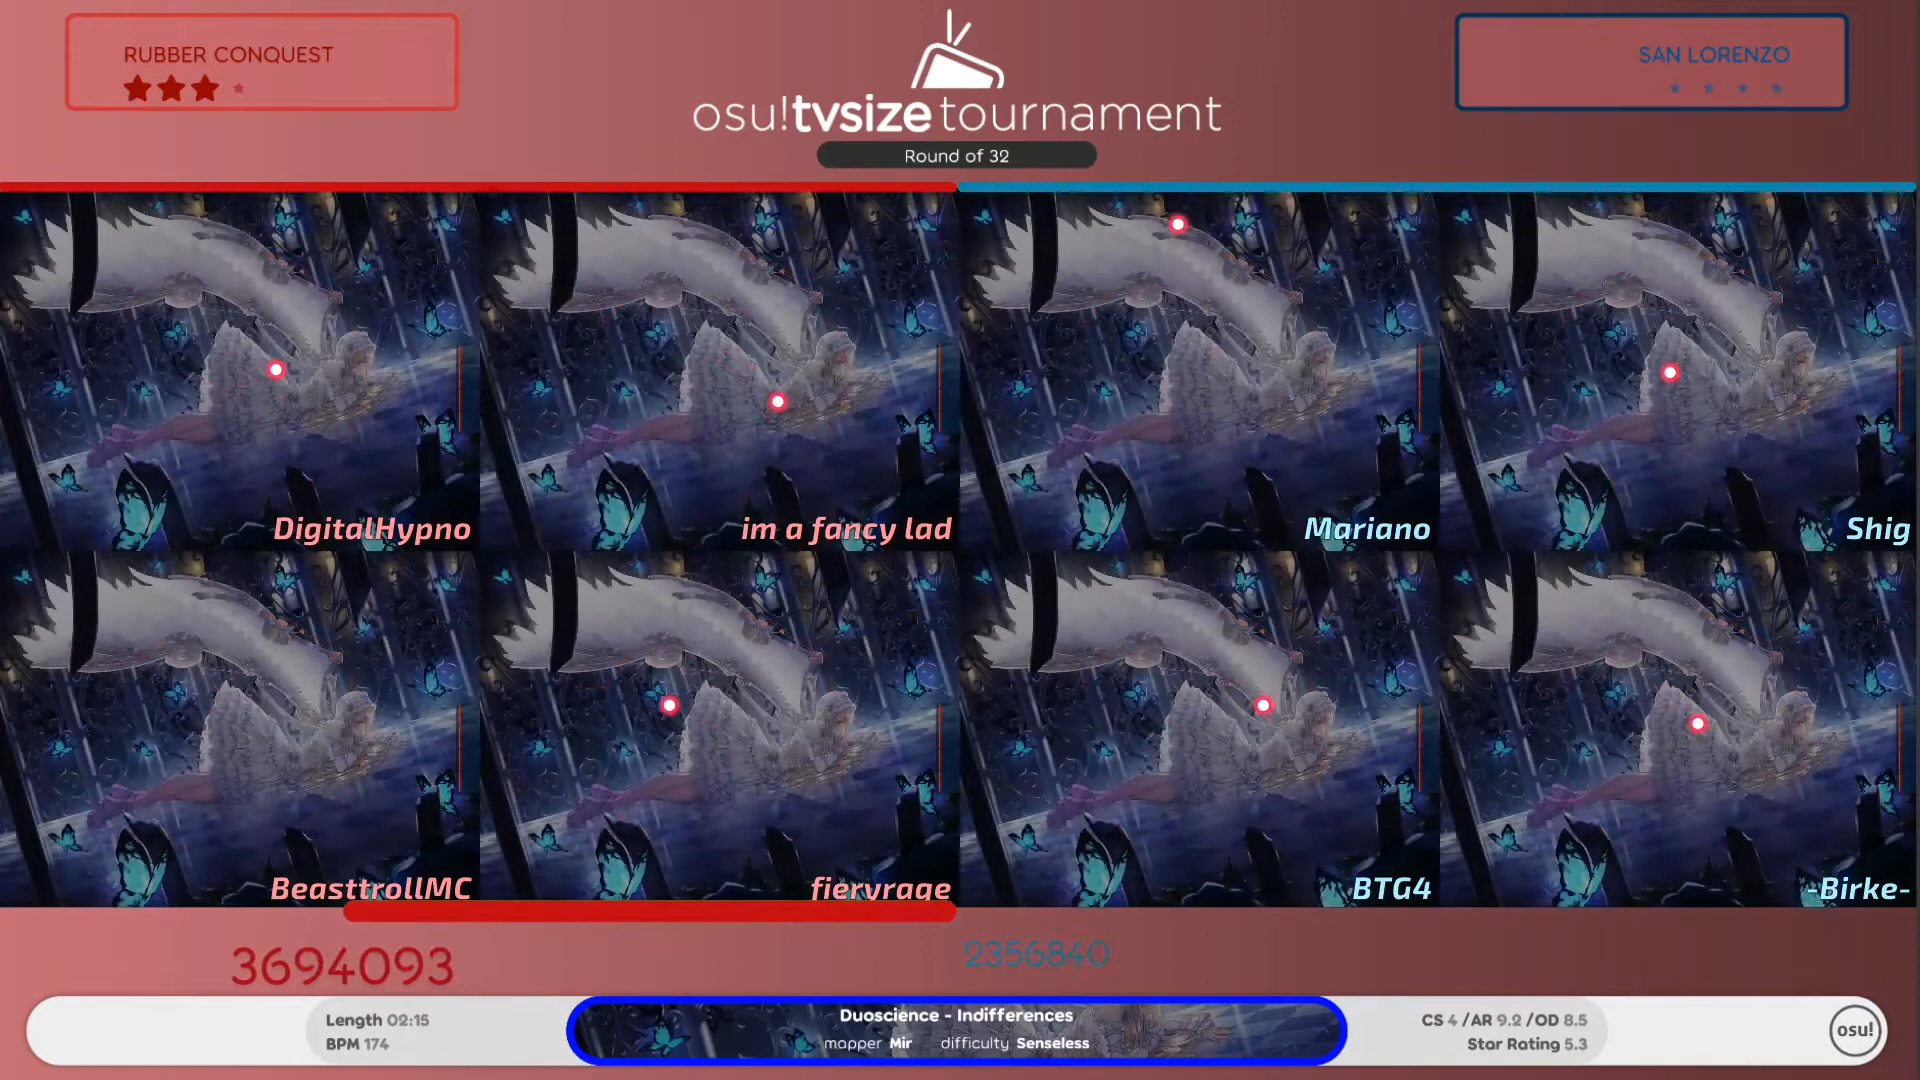 RUBBER CONQUEST
SAN LORENZO
osu!tvsize tournament
Round of 32
DigitalHypno
im a fancy lad
Mariano
Shig
BeasttrollMC
fieryrage
BTG4
-Birke-
3694093
2356840
Length 02:15
BPM 174
Duoscience - Indifferences
mapper Mir difficulty Senseless
CS 4 /AR 9.2 /OD 8.5
Star Rating 5.3
osu!